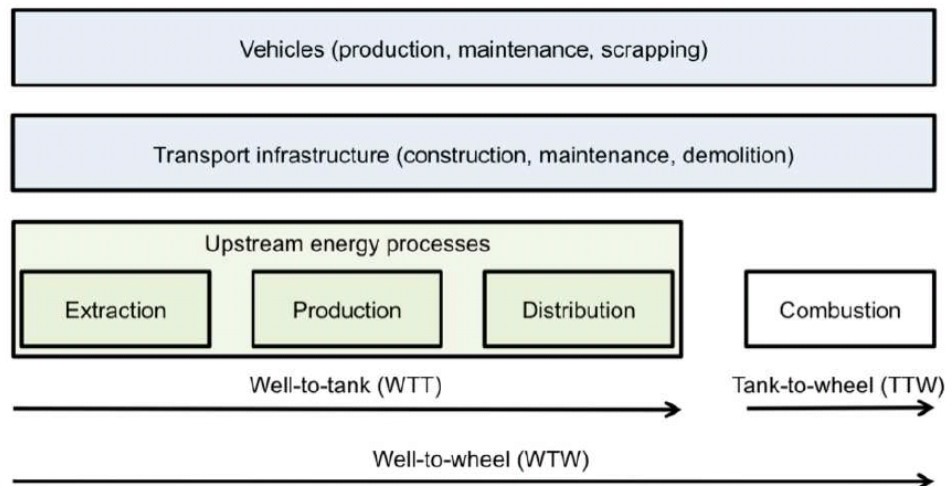 Vehicles (production, maintenance, scrapping)
Transport infrastructure (construction, maintenance, demolition)
Upstream energy processes
Extraction
Production
Distribution
Combustion
Well-to-tank (WTT)
Tank-to-wheel (TTW)
Well-to-wheel (WTW)